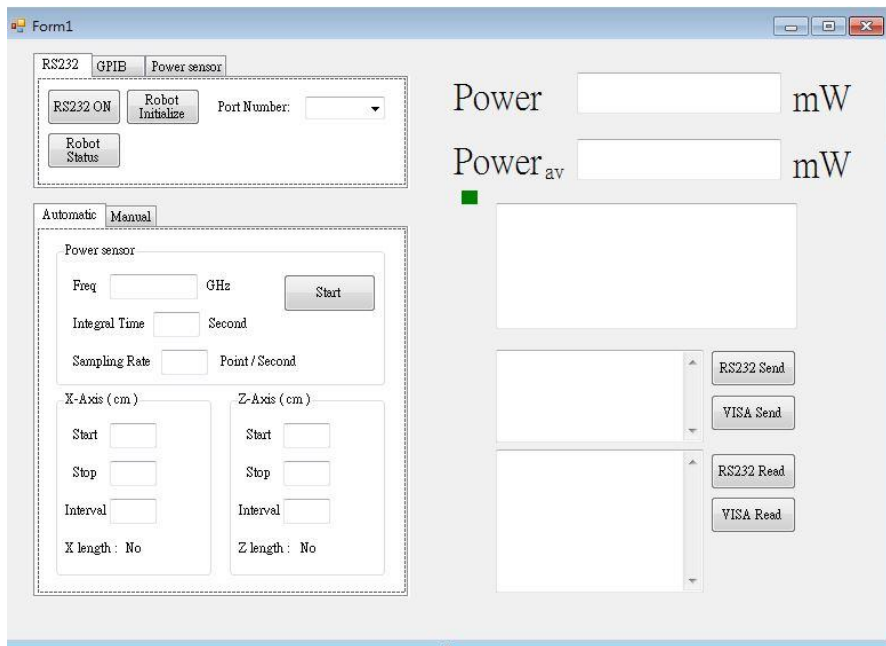 Form1
RS232 GPIB Power sensor
RS232 ON
Robot
Initialize
Port Number:
Robot
Status
Power mW
Power av mW
Automatic Manual
Power sensor
Freq GHz
Start
Integral Time Second
Sampling Rate Point / Second
X-Axis ( cm )
Start
Stop
Interval
X length : No
Z-Axis ( cm )
Start
Stop
Interval
Z length : No
RS232 Send
VISA Send
RS232 Read
VISA Read